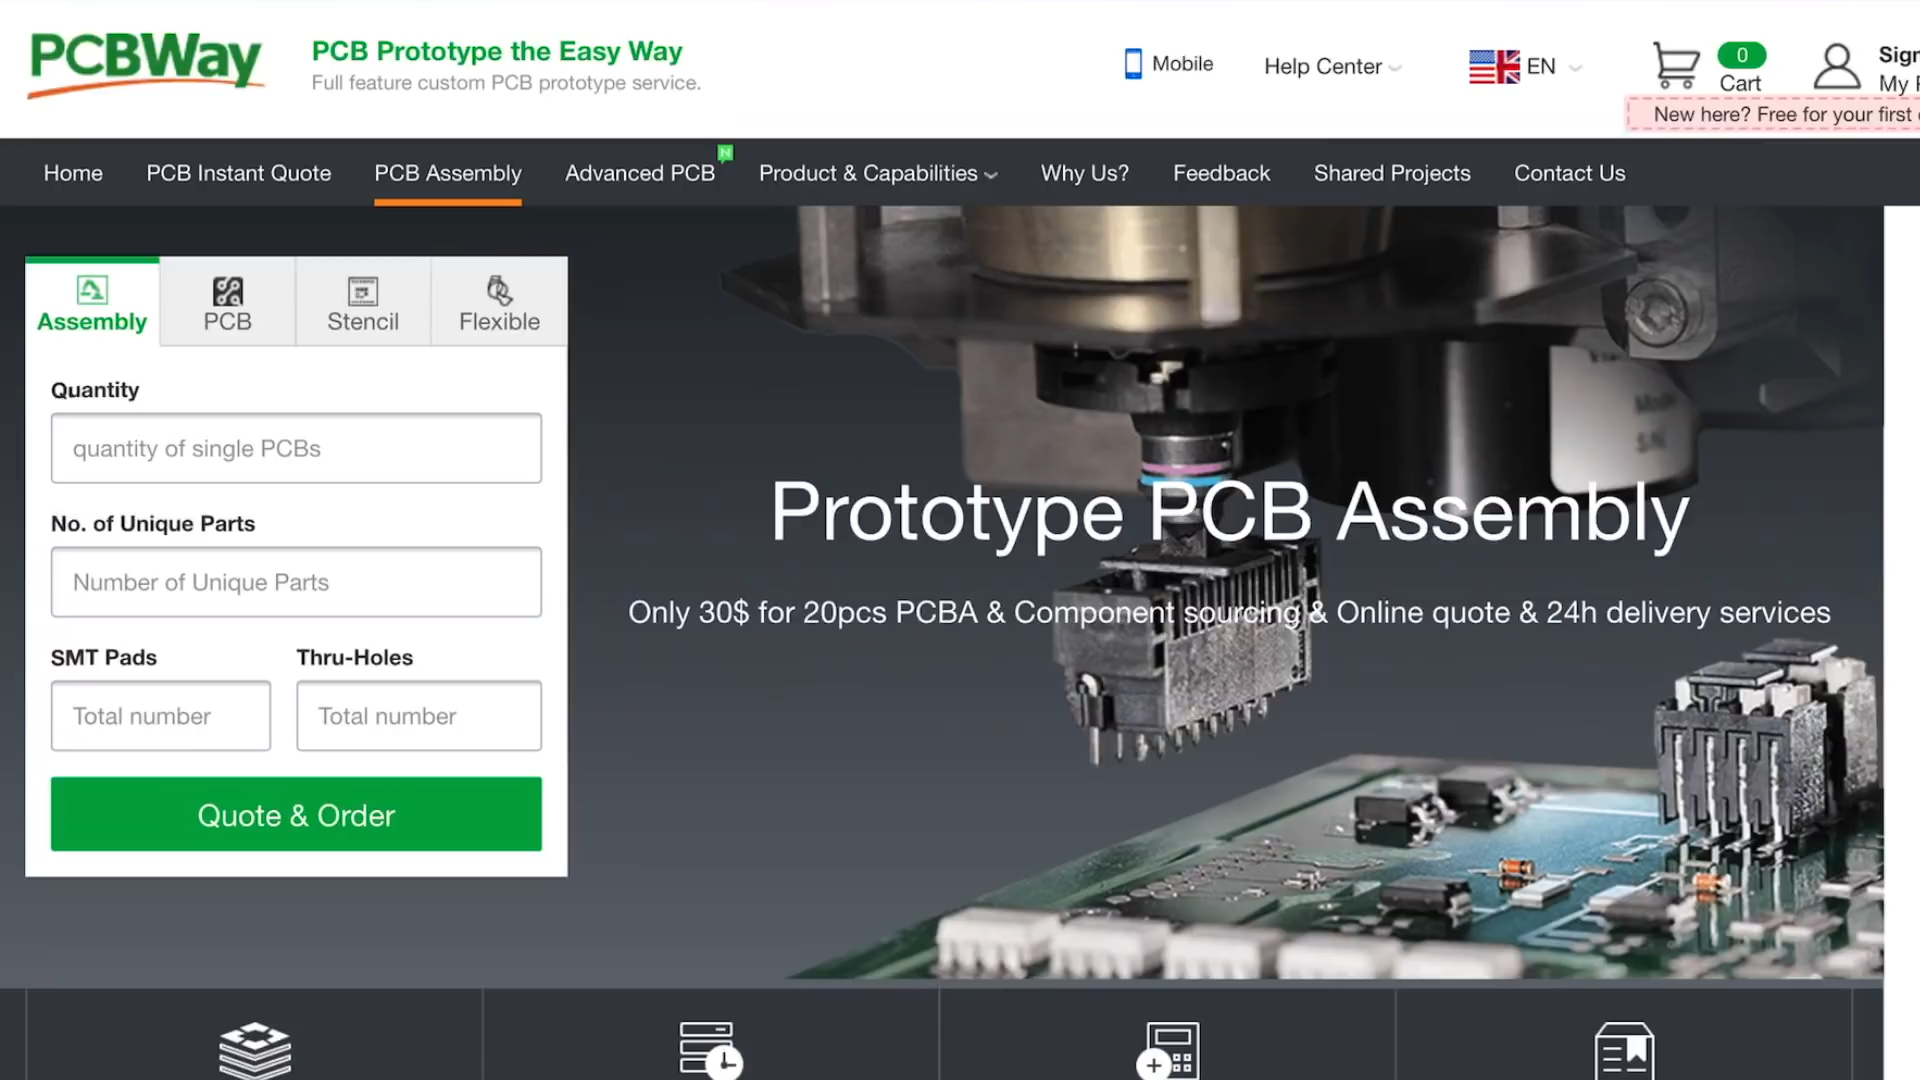 PCBWay
PCB Prototype the Easy Way
Full feature custom PCB prototype service.
Mobile
Help Center
EN
0
Cart
Sign
My
New here? Free for your first
Home
PCB Instant Quote
PCB Assembly
Advanced PCB
N
Product & Capabilities
Why Us?
Feedback
Shared Projects
Contact Us
Assembly
PCB
Stencil
Flexible
Quantity
quantity of single PCBs
No. of Unique Parts
Number of Unique Parts
SMT Pads
Thru-Holes
Total number
Total number
Quote & Order
Prototype PCB Assembly
Only 30$ for 20pcs PCBA & Component sourcing & Online quote & 24h delivery services